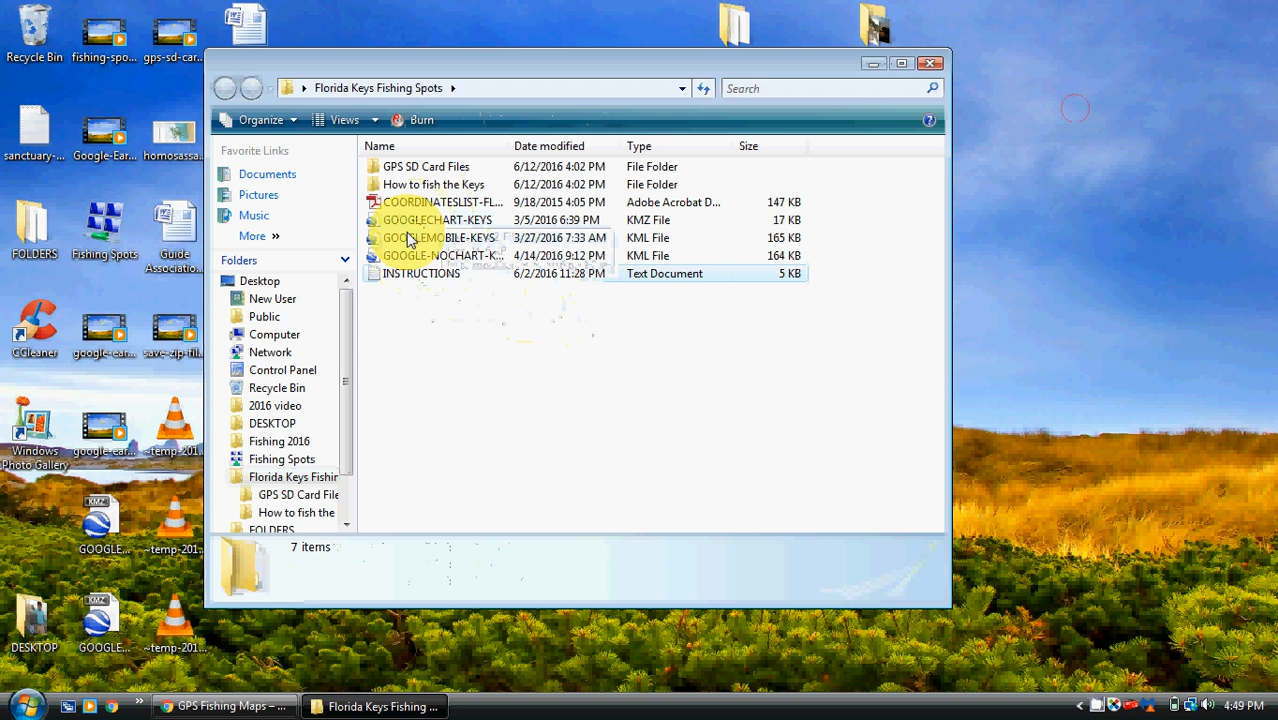 Recycle Bin
fishing-spo...
gps-sd-car...
sanctuary-...
Google-Ear...
homosassa
FOLDERS
Fishing Spots
Guide
Associatio...
CCleaner
google-ear...
save-zip-fil...
Windows
Photo Gallery
google-ear...
~temp-201...
GOOGLE...
~temp-201...
DESKTOP
GOOGLE...
~temp-201...
Florida Keys Fishing Spots
Search
Organize
Views
Burn
Favorite Links
Documents
Pictures
Music
More »
Folders
Desktop
New User
Public
Computer
Network
Control Panel
Recycle Bin
2016 video
DESKTOP
Fishing 2016
Fishing Spots
Florida Keys Fishin
GPS SD Card File
How to fish the
FOLDERS
Name Date modified Type Size
GPS SD Card Files 6/12/2016 4:02 PM File Folder
How to fish the Keys 6/12/2016 4:02 PM File Folder
COORDINATESLIST-FL... 9/18/2015 4:05 PM Adobe Acrobat D... 147 KB
GOOGLECHART-KEYS 3/5/2016 6:39 PM KMZ File 17 KB
GOOGLEMOBILE-KEYS 3/27/2016 7:33 AM KML File 165 KB
GOOGLE-NOCHART-K... 4/14/2016 9:12 PM KML File 164 KB
INSTRUCTIONS 6/2/2016 11:28 PM Text Document 5 KB
7 items
KMZ
KMZ
GPS Fishing Maps – ...
Florida Keys Fishing ...
4:49 PM